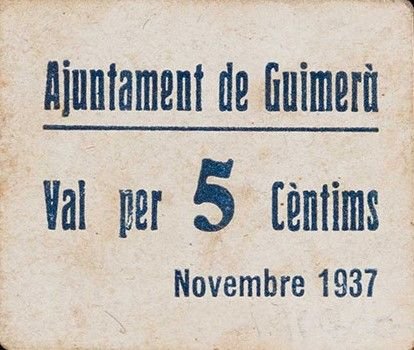 Ajuntament de Guimerà
Val per 5 Cèntims
Novembre 1937